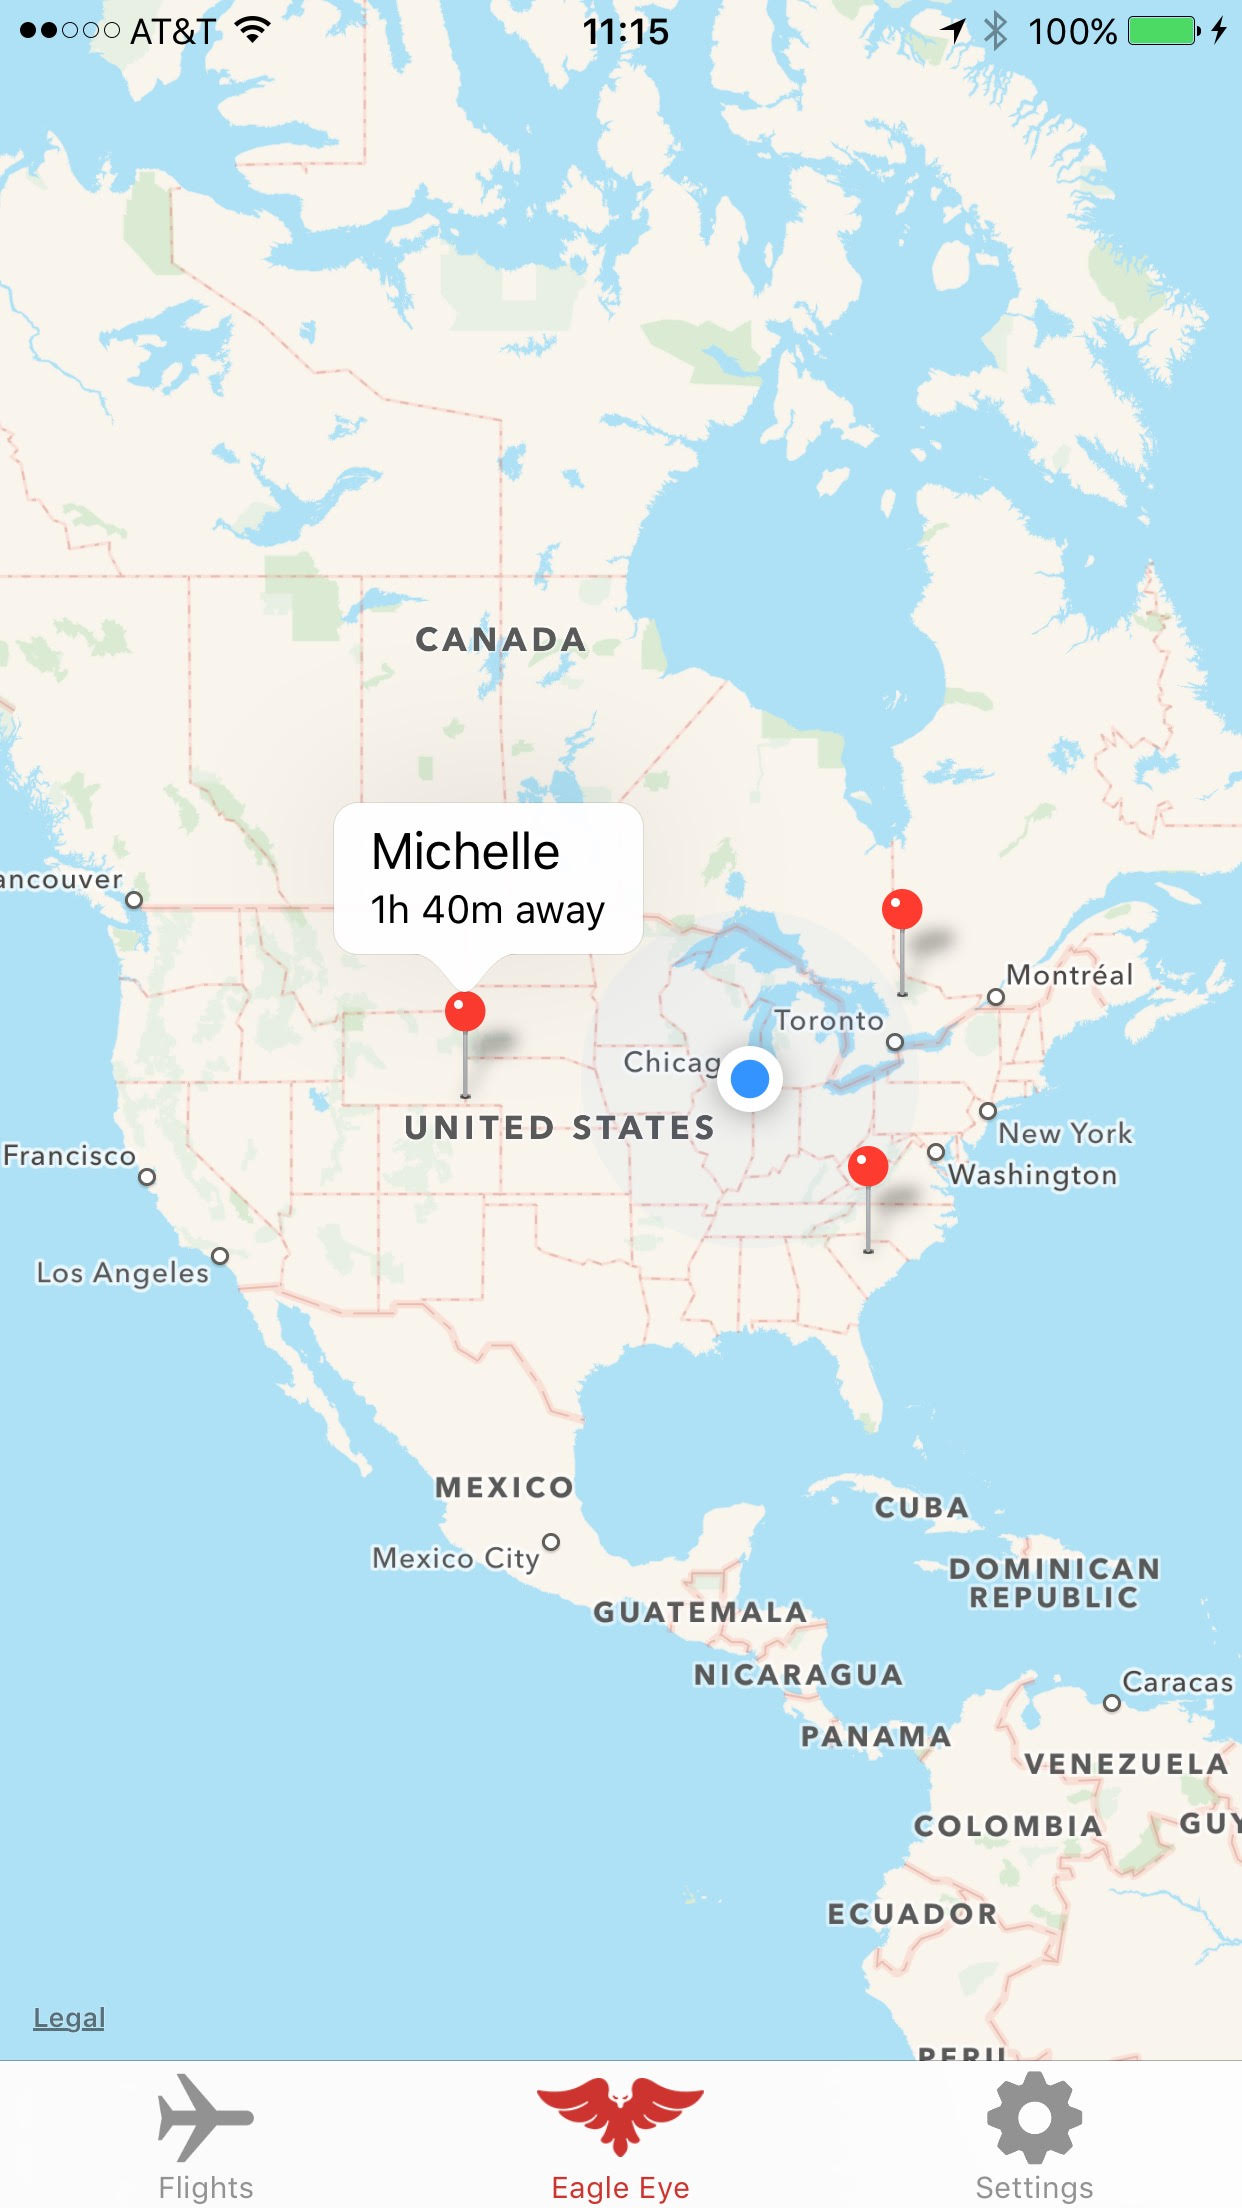 AT&T 11:15 100%
CANADA
Michelle
1h 40m away
ancouver
Montréal
Toronto
Chicag
UNITED STATES
New York
Washington
Francisco
Los Angeles
MEXICO
Mexico City
CUBA
DOMINICAN
REPUBLIC
GUATEMALA
NICARAGUA
Caracas
PANAMA
VENEZUELA
COLOMBIA
GUY
ECUADOR
Legal
PERU
Flights
Eagle Eye
Settings